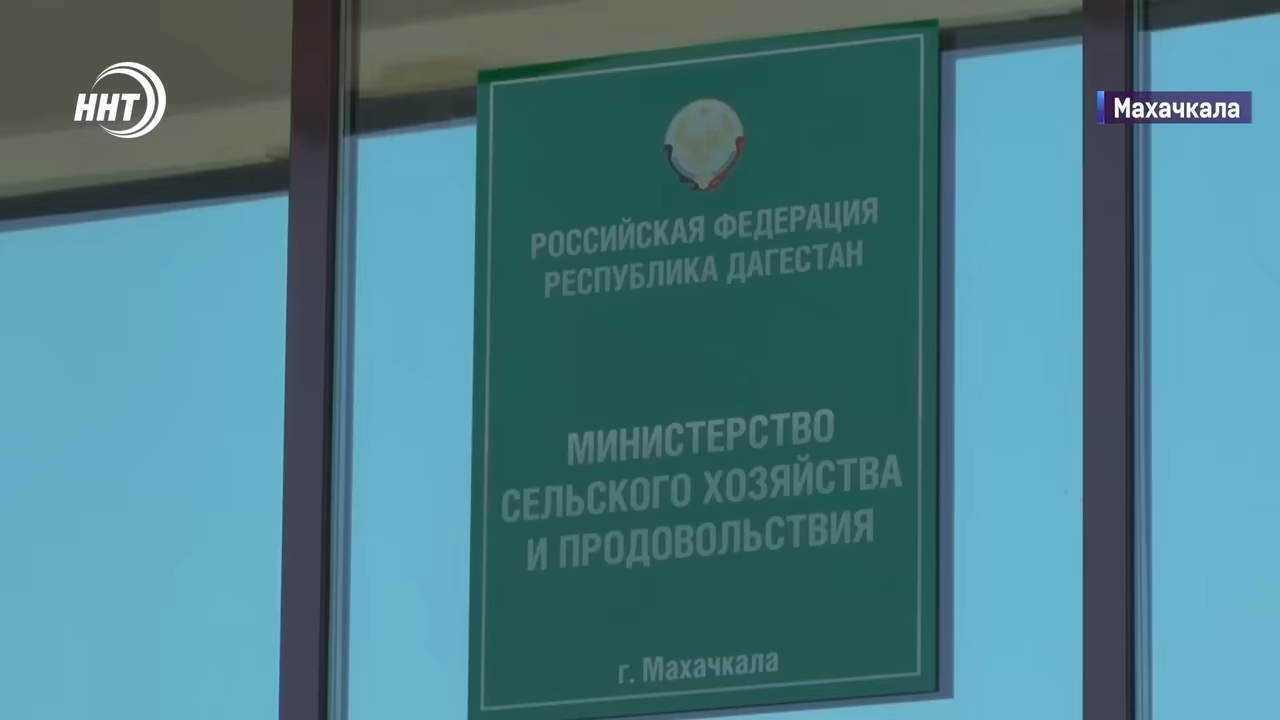 ННТ
Махачкала
РОССИЙСКАЯ ФЕДЕРАЦИЯ
РЕСПУБЛИКА ДАГЕСТАН
МИНИСТЕРСТВО
СЕЛЬСКОГО ХОЗЯЙСТВА
И ПРОДОВОЛЬСТВИЯ
г. Махачкала